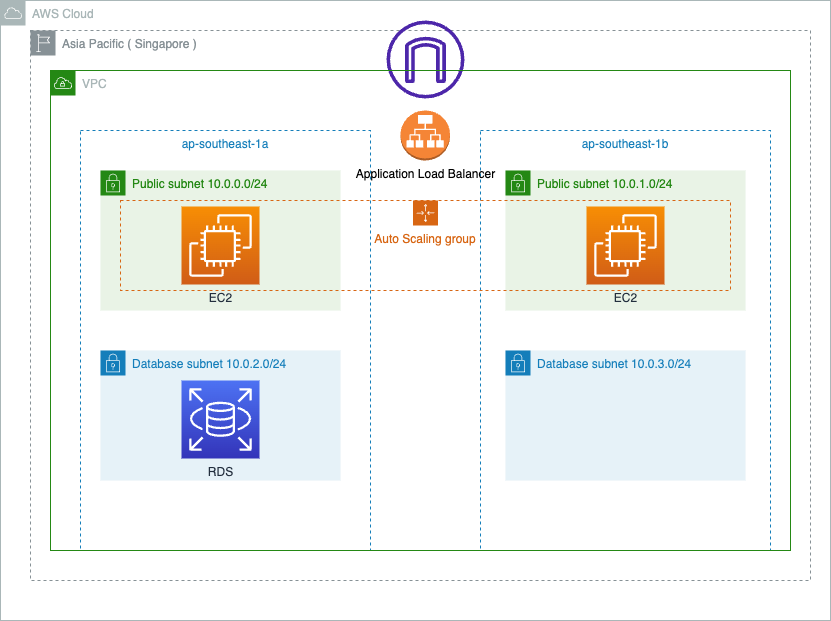 AWS Cloud
Asia Pacific ( Singapore )
VPC
ap-southeast-1a
ap-southeast-1b
Application Load Balancer
Public subnet 10.0.0.0/24
Public subnet 10.0.1.0/24
Auto Scaling group
EC2
EC2
Database subnet 10.0.2.0/24
Database subnet 10.0.3.0/24
RDS